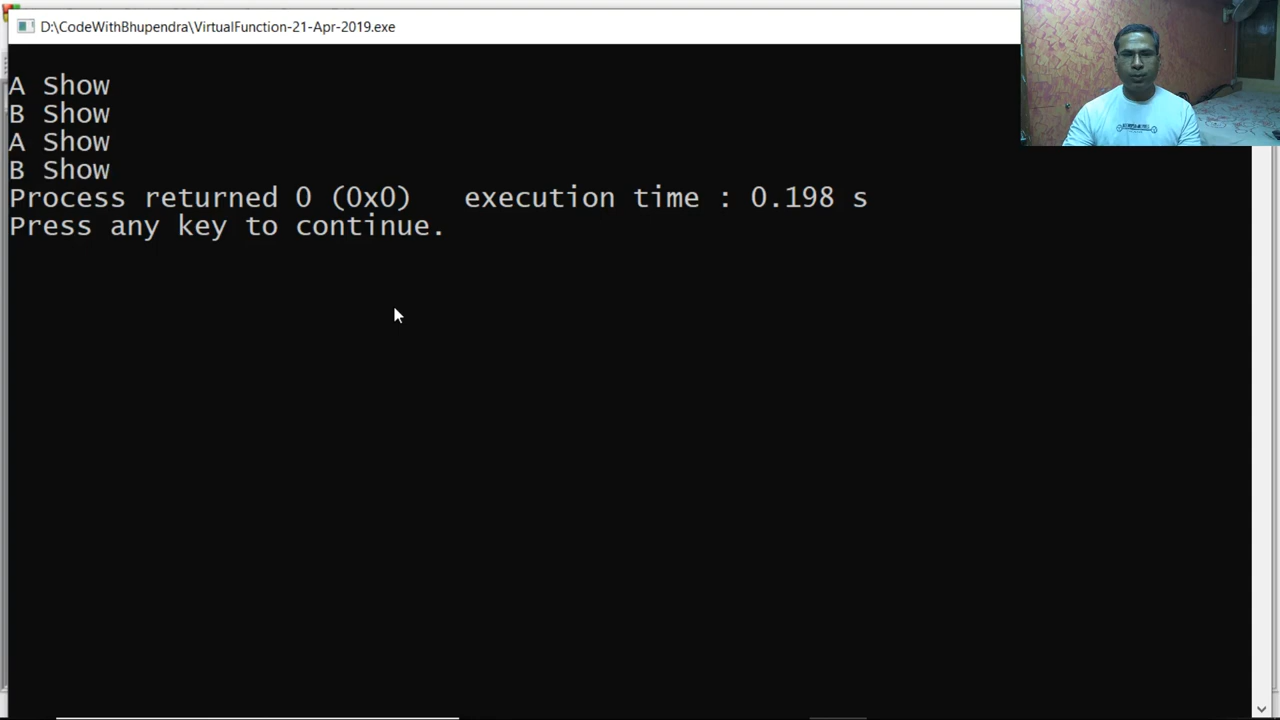 D:\CodeWithBhupendra\VirtualFunction-21-Apr-2019.exe
A Show
B Show
A Show
B Show
Process returned 0 (0x0)   execution time : 0.198 s
Press any key to continue.